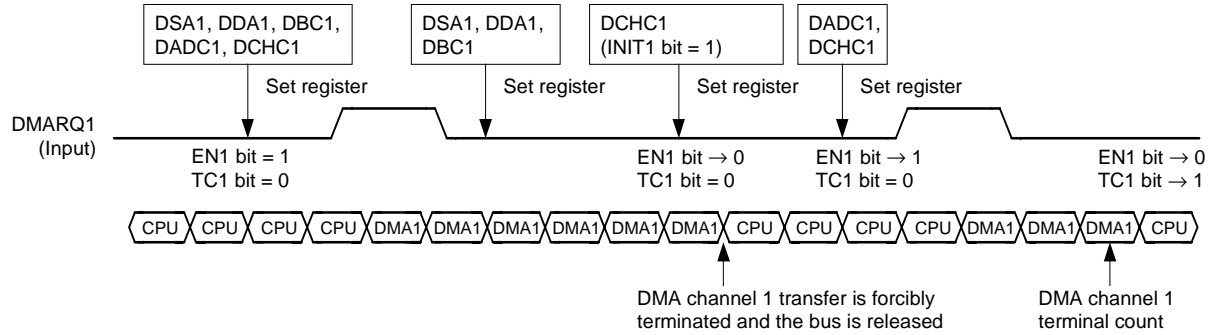 DSA1, DDA1, DBC1,
DADC1, DCHC1
DSA1, DDA1,
DBC1
DCHC1
(INIT1 bit = 1)
DADC1,
DCHC1
Set register
Set register
Set register
Set register
DMARQ1
(Input)
EN1 bit = 1
TC1 bit = 0
EN1 bit → 0
TC1 bit = 0
EN1 bit → 1
TC1 bit = 0
EN1 bit → 0
TC1 bit → 1
CPU CPU CPU CPU DMA1 DMA1 DMA1 DMA1 DMA1 DMA1 CPU CPU CPU CPU DMA1 DMA1 DMA1 CPU
DMA channel 1 transfer is forcibly
terminated and the bus is released
DMA channel 1
terminal count